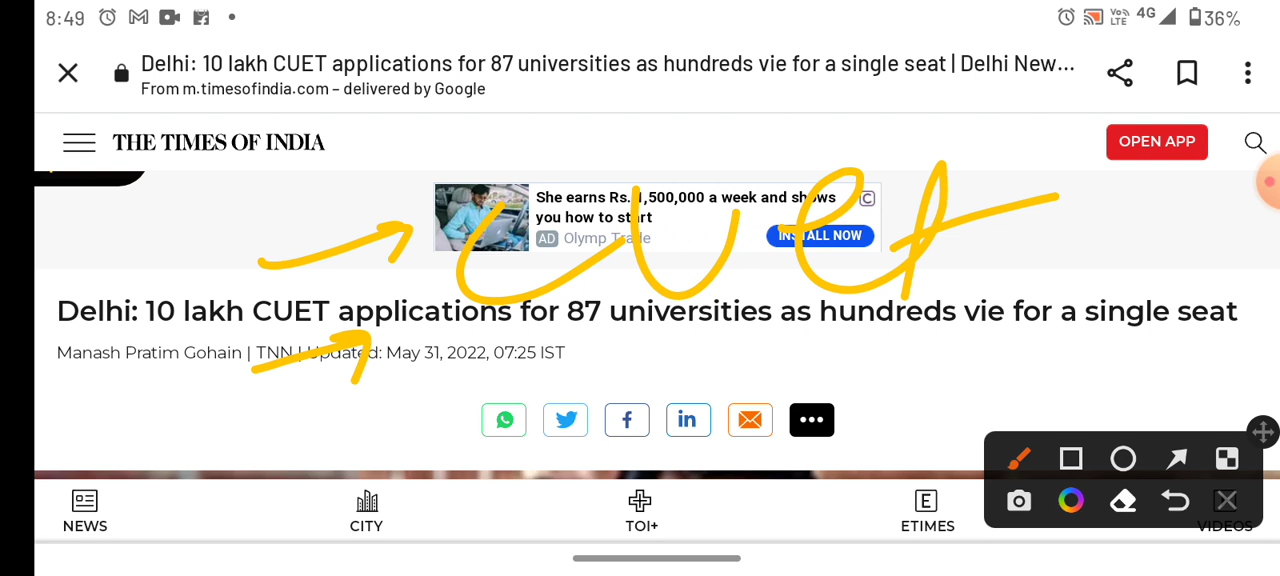 8:49 VoLTE 4G 36%
Delhi: 10 lakh CUET applications for 87 universities as hundreds vie for a single seat | Delhi New...
From m.timesofindia.com – delivered by Google
THE TIMES OF INDIA OPEN APP
She earns Rs. 1,500,000 a week and shows
you how to start
AD Olymp Trade INSTALL NOW
cuet
Delhi: 10 lakh CUET applications for 87 universities as hundreds vie for a single seat
Manash Pratim Gohain | TNN | Updated: May 31, 2022, 07:25 IST
NEWS CITY TOI+ ETIMES VIDEOS